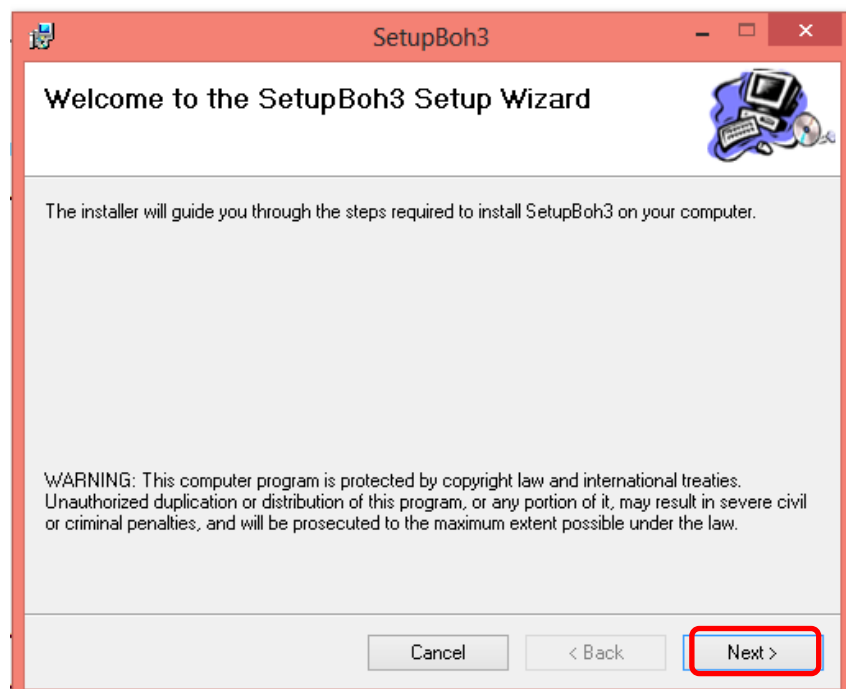 SetupBoh3
Welcome to the SetupBoh3 Setup Wizard
The installer will guide you through the steps required to install SetupBoh3 on your computer.
WARNING: This computer program is protected by copyright law and international treaties.
Unauthorized duplication or distribution of this program, or any portion of it, may result in severe civil
or criminal penalties, and will be prosecuted to the maximum extent possible under the law.
Cancel
< Back
Next >